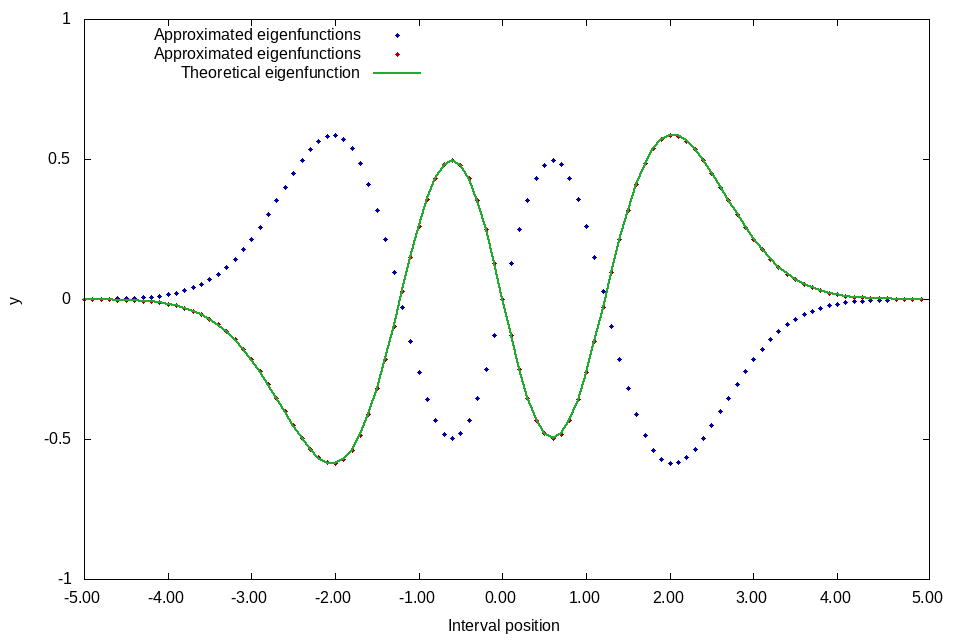 1
Approximated eigenfunctions
Approximated eigenfunctions
Theoretical eigenfunction
0.5
0
y
-0.5
-1
-5.00 -4.00 -3.00 -2.00 -1.00 0.00 1.00 2.00 3.00 4.00 5.00
Interval position